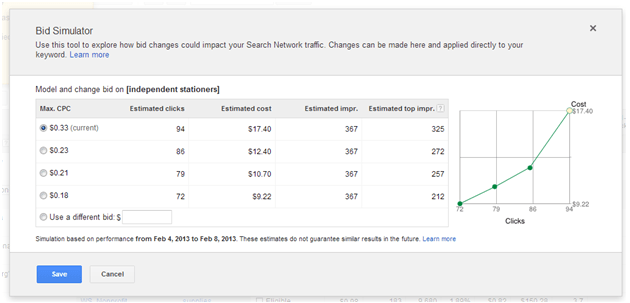 Bid Simulator
Use this tool to explore how bid changes could impact your Search Network traffic. Changes can be made here and applied directly to your
keyword. Learn more
Model and change bid on [independent stationers]
Max. CPC Estimated clicks Estimated cost Estimated impr. Estimated top impr. ?
$0.33 (current) 94 $17.40 367 325
$0.23 86 $12.40 367 272
$0.21 79 $10.70 367 257
$0.18 72 $9.22 367 212
Use a different bid: $
Cost
$17.40
$9.22
72 79 86 94
Clicks
Simulation based on performance from Feb 4, 2013 to Feb 8, 2013. These estimates do not guarantee similar results in the future. Learn more
Save Cancel